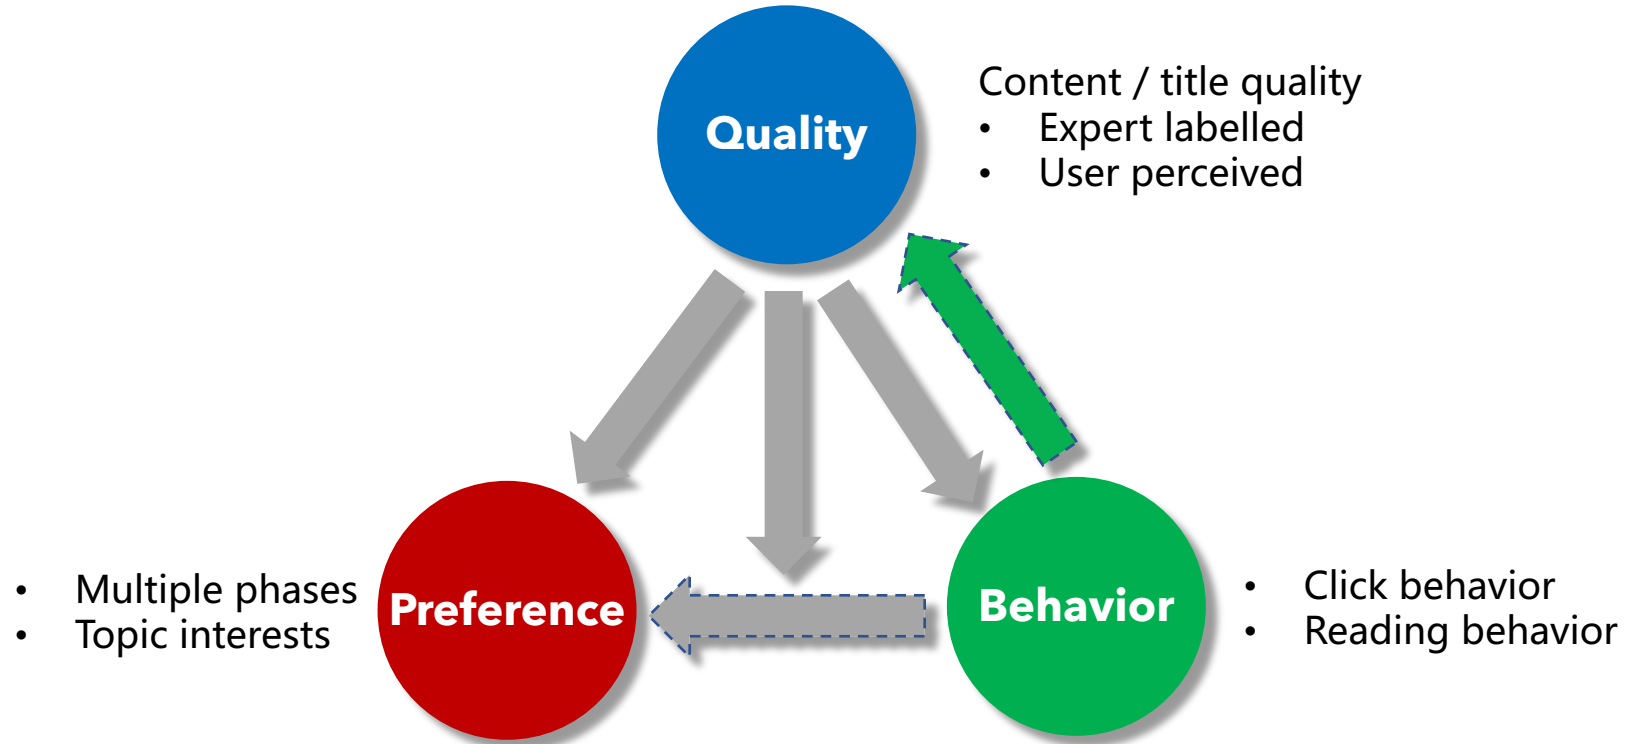 Quality
Content / title quality
• Expert labelled
• User perceived
Preference
• Multiple phases
• Topic interests
Behavior
• Click behavior
• Reading behavior